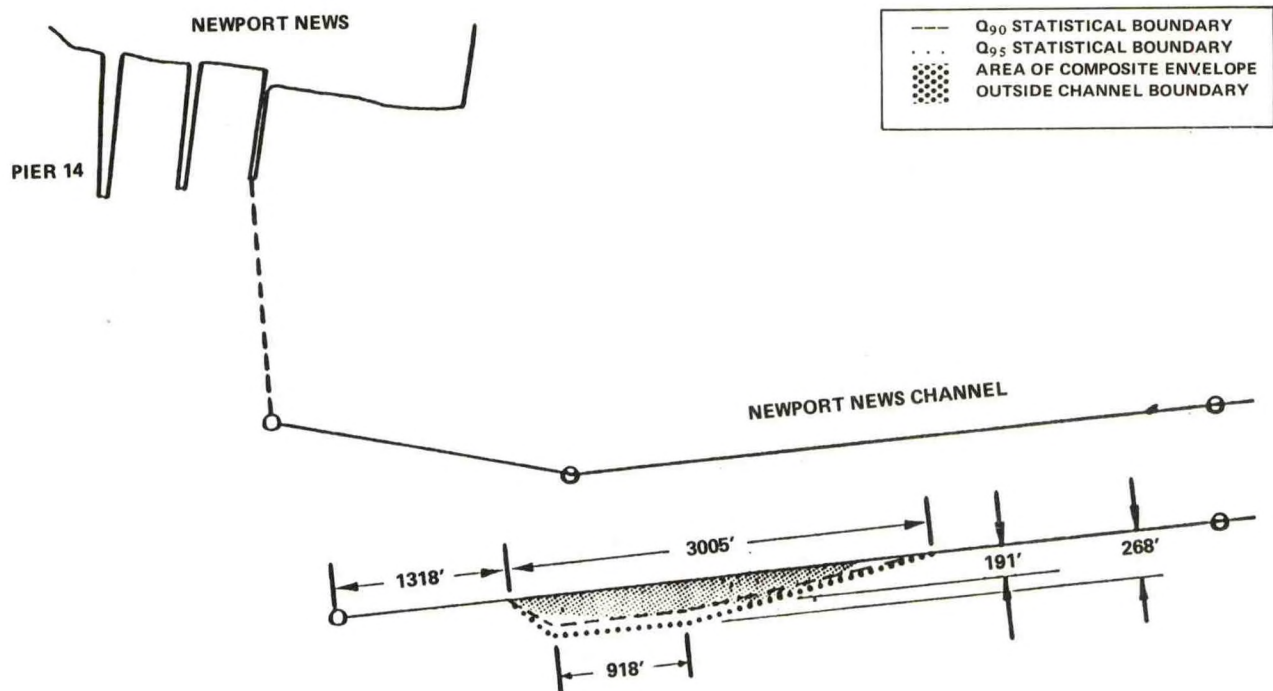 NEWPORT NEWS
--- Q₉₀ STATISTICAL BOUNDARY
.... Q₉₅ STATISTICAL BOUNDARY
AREA OF COMPOSITE ENVELOPE
OUTSIDE CHANNEL BOUNDARY
PIER 14
NEWPORT NEWS CHANNEL
3005'
1318'
191'
268'
918'